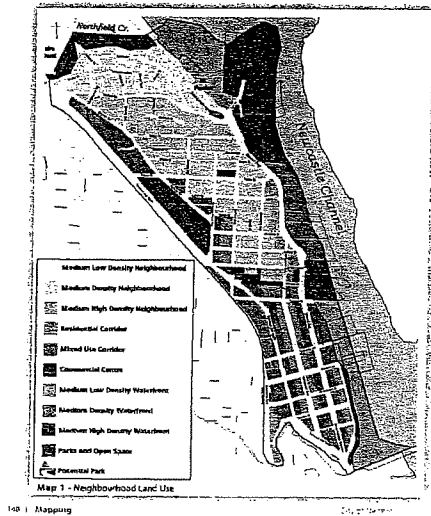 Northfield Cr.
Newcastle Channel
Medium Low Density Neighbourhood
Medium Density Neighbourhood
Medium High Density Neighbourhood
Residential Corridor
Mixed Use Corridor
Commercial Centre
Medium Low Density Waterfront
Medium Density Waterfront
Medium High Density Waterfront
Parks and Open Space
Potential Park
Map 1 - Neighbourhood Land Use
148 | Mapping